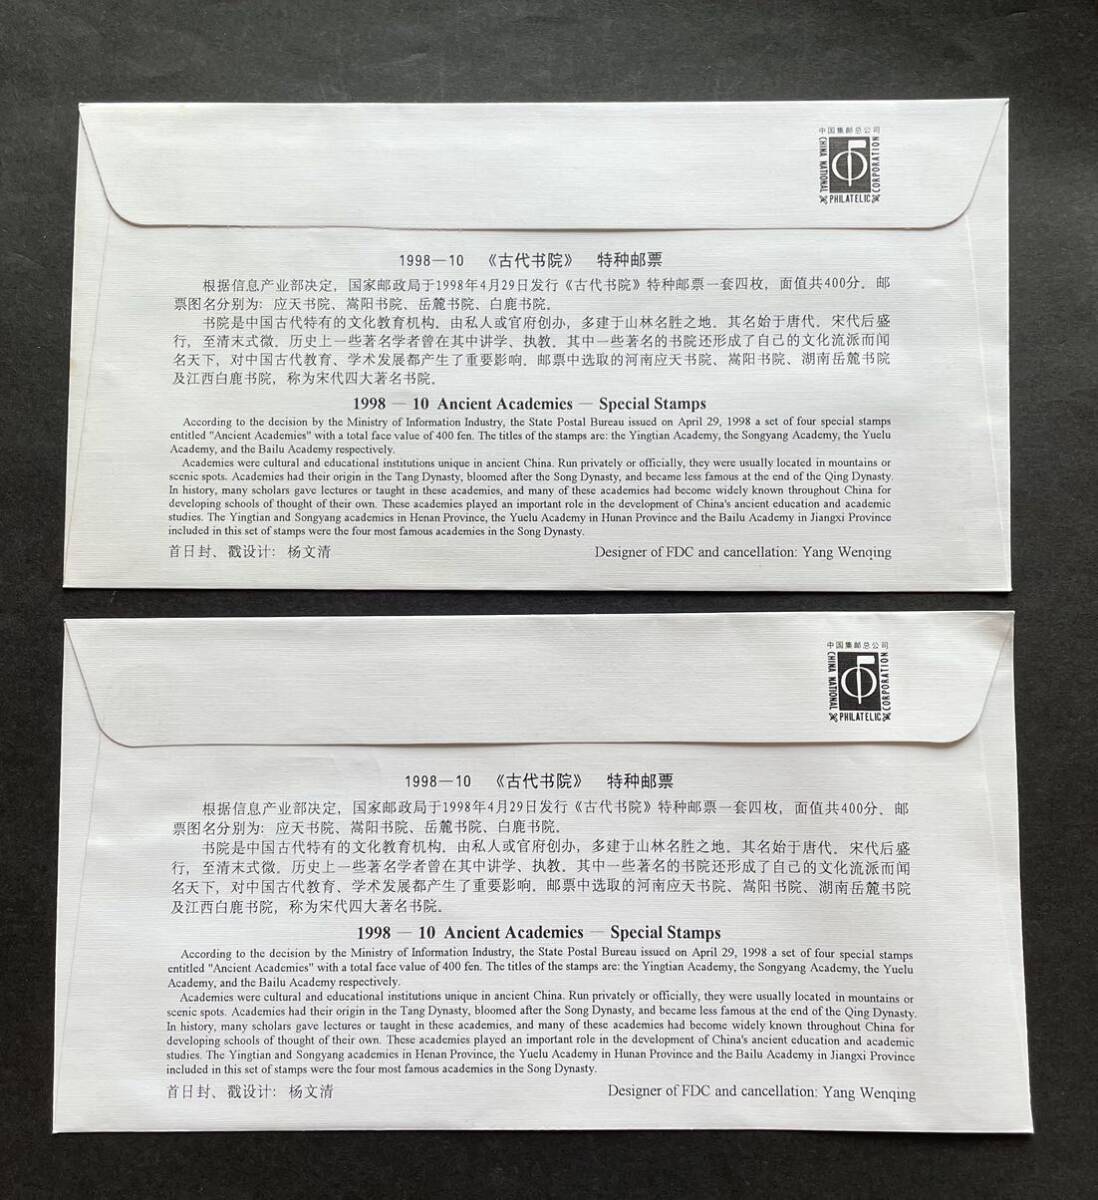 中国集邮总公司
CHINA NATIONAL
PHILATELIC
CORPORATION
1998—10 《古代书院》 特种邮票
根据信息产业部决定，国家邮政局于1998年4月29日发行《古代书院》特种邮票一套四枚，面值共400分。邮
票图名分别为：应天书院、嵩阳书院、岳麓书院、白鹿书院。
书院是中国古代特有的文化教育机构。由私人或官府创办，多建于山林名胜之地。其名始于唐代。宋代后盛
行，至清末式微。历史上一些著名学者曾在其中讲学、执教。其中一些著名的书院还形成了自己的文化流派而闻
名天下，对中国古代教育、学术发展都产生了重要影响。邮票中选取的河南应天书院、嵩阳书院、湖南岳麓书院
及江西白鹿书院，称为宋代四大著名书院。
1998 — 10 Ancient Academies — Special Stamps
According to the decision by the Ministry of Information Industry, the State Postal Bureau issued on April 29, 1998 a set of four special stamps
entitled "Ancient Academies" with a total face value of 400 fen. The titles of the stamps are: the Yingtian Academy, the Songyang Academy, the Yuelu
Academy, and the Bailu Academy respectively.
Academies were cultural and educational institutions unique in ancient China. Run privately or officially, they were usually located in mountains or
scenic spots. Academies had their origin in the Tang Dynasty, bloomed after the Song Dynasty, and became less famous at the end of the Qing Dynasty.
In history, many scholars gave lectures or taught in these academies, and many of these academies had become widely known throughout China for
developing schools of thought of their own. These academies played an important role in the development of China's ancient education and academic
studies. The Yingtian and Songyang academies in Henan Province, the Yuelu Academy in Hunan Province and the Bailu Academy in Jiangxi Province
included in this set of stamps were the four most famous academies in the Song Dynasty.
首日封、戳设计：杨文清 Designer of FDC and cancellation: Yang Wenqing
中国集邮总公司
CHINA NATIONAL
PHILATELIC
CORPORATION
1998—10 《古代书院》 特种邮票
根据信息产业部决定，国家邮政局于1998年4月29日发行《古代书院》特种邮票一套四枚，面值共400分。邮
票图名分别为：应天书院、嵩阳书院、岳麓书院、白鹿书院。
书院是中国古代特有的文化教育机构。由私人或官府创办，多建于山林名胜之地。其名始于唐代。宋代后盛
行，至清末式微。历史上一些著名学者曾在其中讲学、执教。其中一些著名的书院还形成了自己的文化流派而闻
名天下，对中国古代教育、学术发展都产生了重要影响。邮票中选取的河南应天书院、嵩阳书院、湖南岳麓书院
及江西白鹿书院，称为宋代四大著名书院。
1998 — 10 Ancient Academies — Special Stamps
According to the decision by the Ministry of Information Industry, the State Postal Bureau issued on April 29, 1998 a set of four special stamps
entitled "Ancient Academies" with a total face value of 400 fen. The titles of the stamps are: the Yingtian Academy, the Songyang Academy, the Yuelu
Academy, and the Bailu Academy respectively.
Academies were cultural and educational institutions unique in ancient China. Run privately or officially, they were usually located in mountains or
scenic spots. Academies had their origin in the Tang Dynasty, bloomed after the Song Dynasty, and became less famous at the end of the Qing Dynasty.
In history, many scholars gave lectures or taught in these academies, and many of these academies had become widely known throughout China for
developing schools of thought of their own. These academies played an important role in the development of China's ancient education and academic
studies. The Yingtian and Songyang academies in Henan Province, the Yuelu Academy in Hunan Province and the Bailu Academy in Jiangxi Province
included in this set of stamps were the four most famous academies in the Song Dynasty.
首日封、戳设计：杨文清 Designer of FDC and cancellation: Yang Wenqing